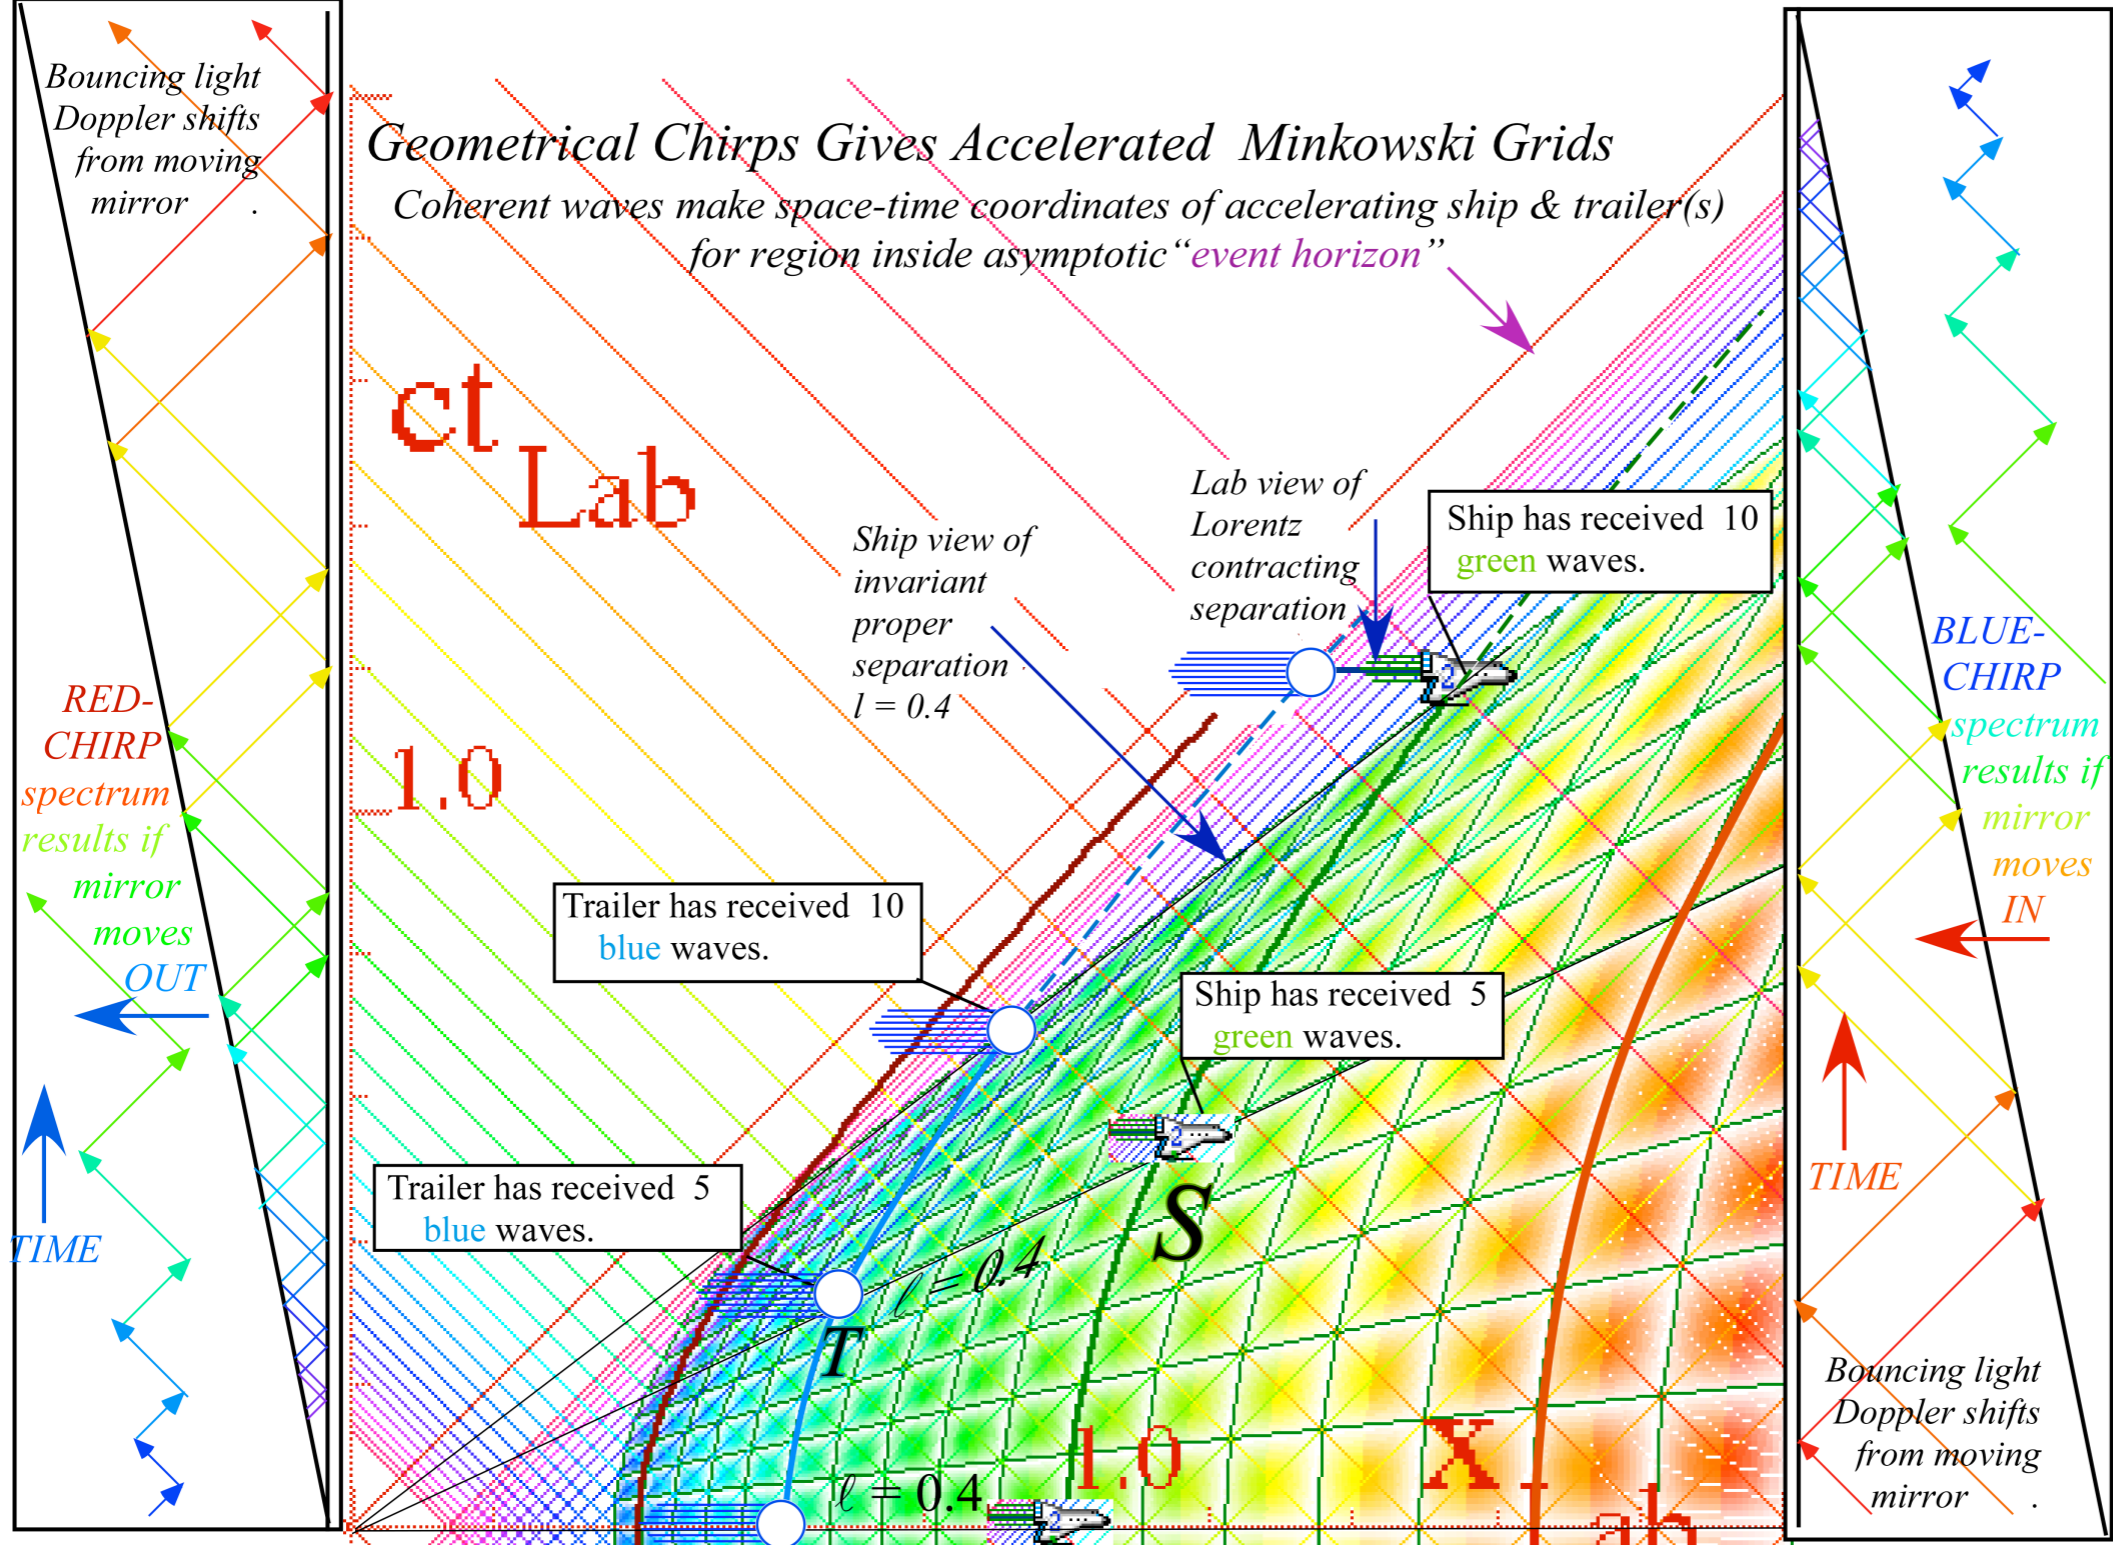 Bouncing light
Doppler shifts
from moving
mirror .
Geometrical Chirps Gives Accelerated Minkowski Grids
Coherent waves make space-time coordinates of accelerating ship & trailer(s)
for region inside asymptotic "event horizon"
ct Lab
1.0
Ship view of
invariant
proper
separation
l = 0.4
Lab view of
Lorentz
contracting
separation
Ship has received 10
green waves.
2
RED-
CHIRP
spectrum
results if
mirror
moves
OUT
TIME
BLUE-
CHIRP
spectrum
results if
mirror
moves
IN
TIME
Trailer has received 10
blue waves.
Ship has received 5
green waves.
2
S
Trailer has received 5
blue waves.
ℓ = 0.4
T
ℓ = 0.4
1.0
2
X
Bouncing light
Doppler shifts
from moving
mirror .